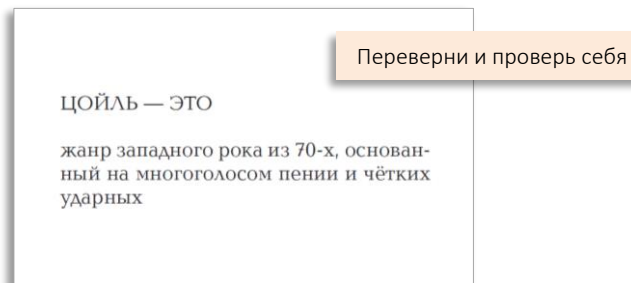 Переверни и проверь себя
ЦОЙЛЬ — ЭТО
жанр западного рока из 70-х, основан-
ный на многоголосом пении и чётких
ударных